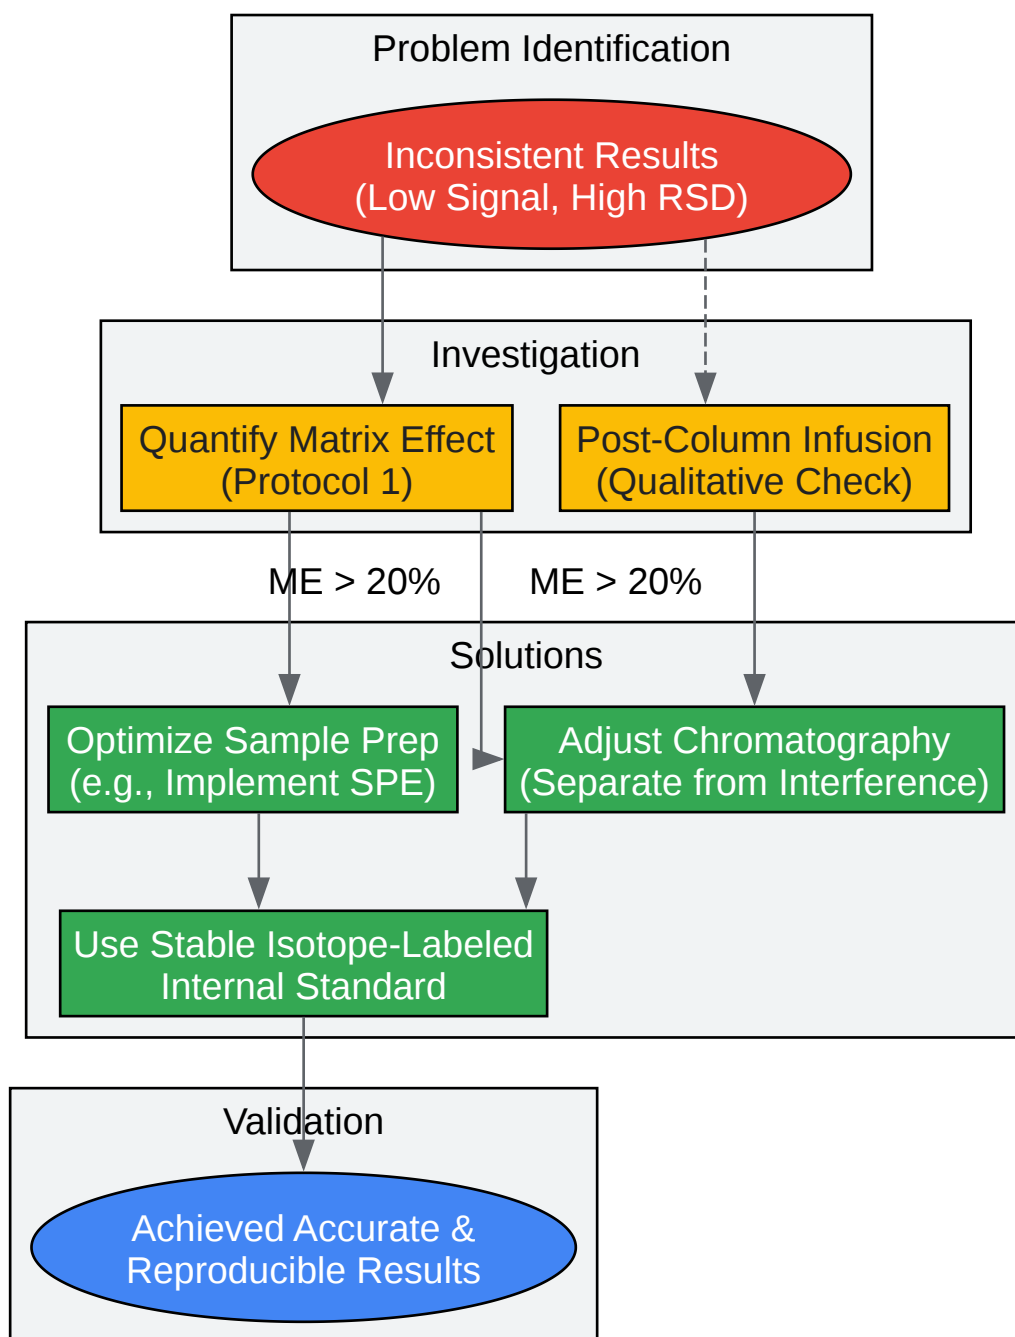 Problem Identification
Inconsistent Results
(Low Signal, High RSD)
Investigation
Quantify Matrix Effect
(Protocol 1)
Post-Column Infusion
(Qualitative Check)
ME > 20%
ME > 20%
Solutions
Optimize Sample Prep
(e.g., Implement SPE)
Adjust Chromatography
(Separate from Interference)
Use Stable Isotope-Labeled
Internal Standard
Validation
Achieved Accurate &
Reproducible Results